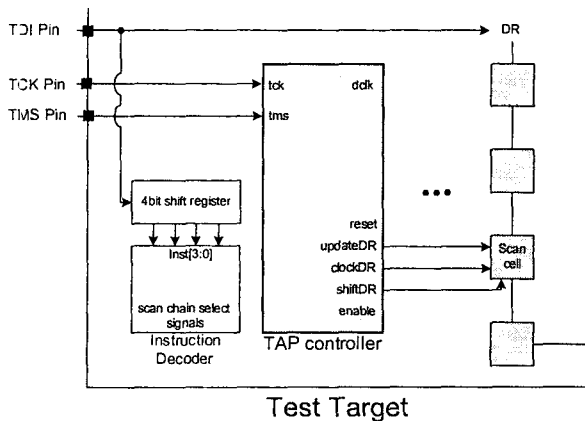 TDI Pin
DR
TCK Pin
tck
dclk
TMS Pin
tms
4bit shift register
Inst[3:0]
scan chain select
signals
Instruction
Decoder
reset
updateDR
clockDR
shiftDR
enable
TAP controller
Scan
cell
Test Target